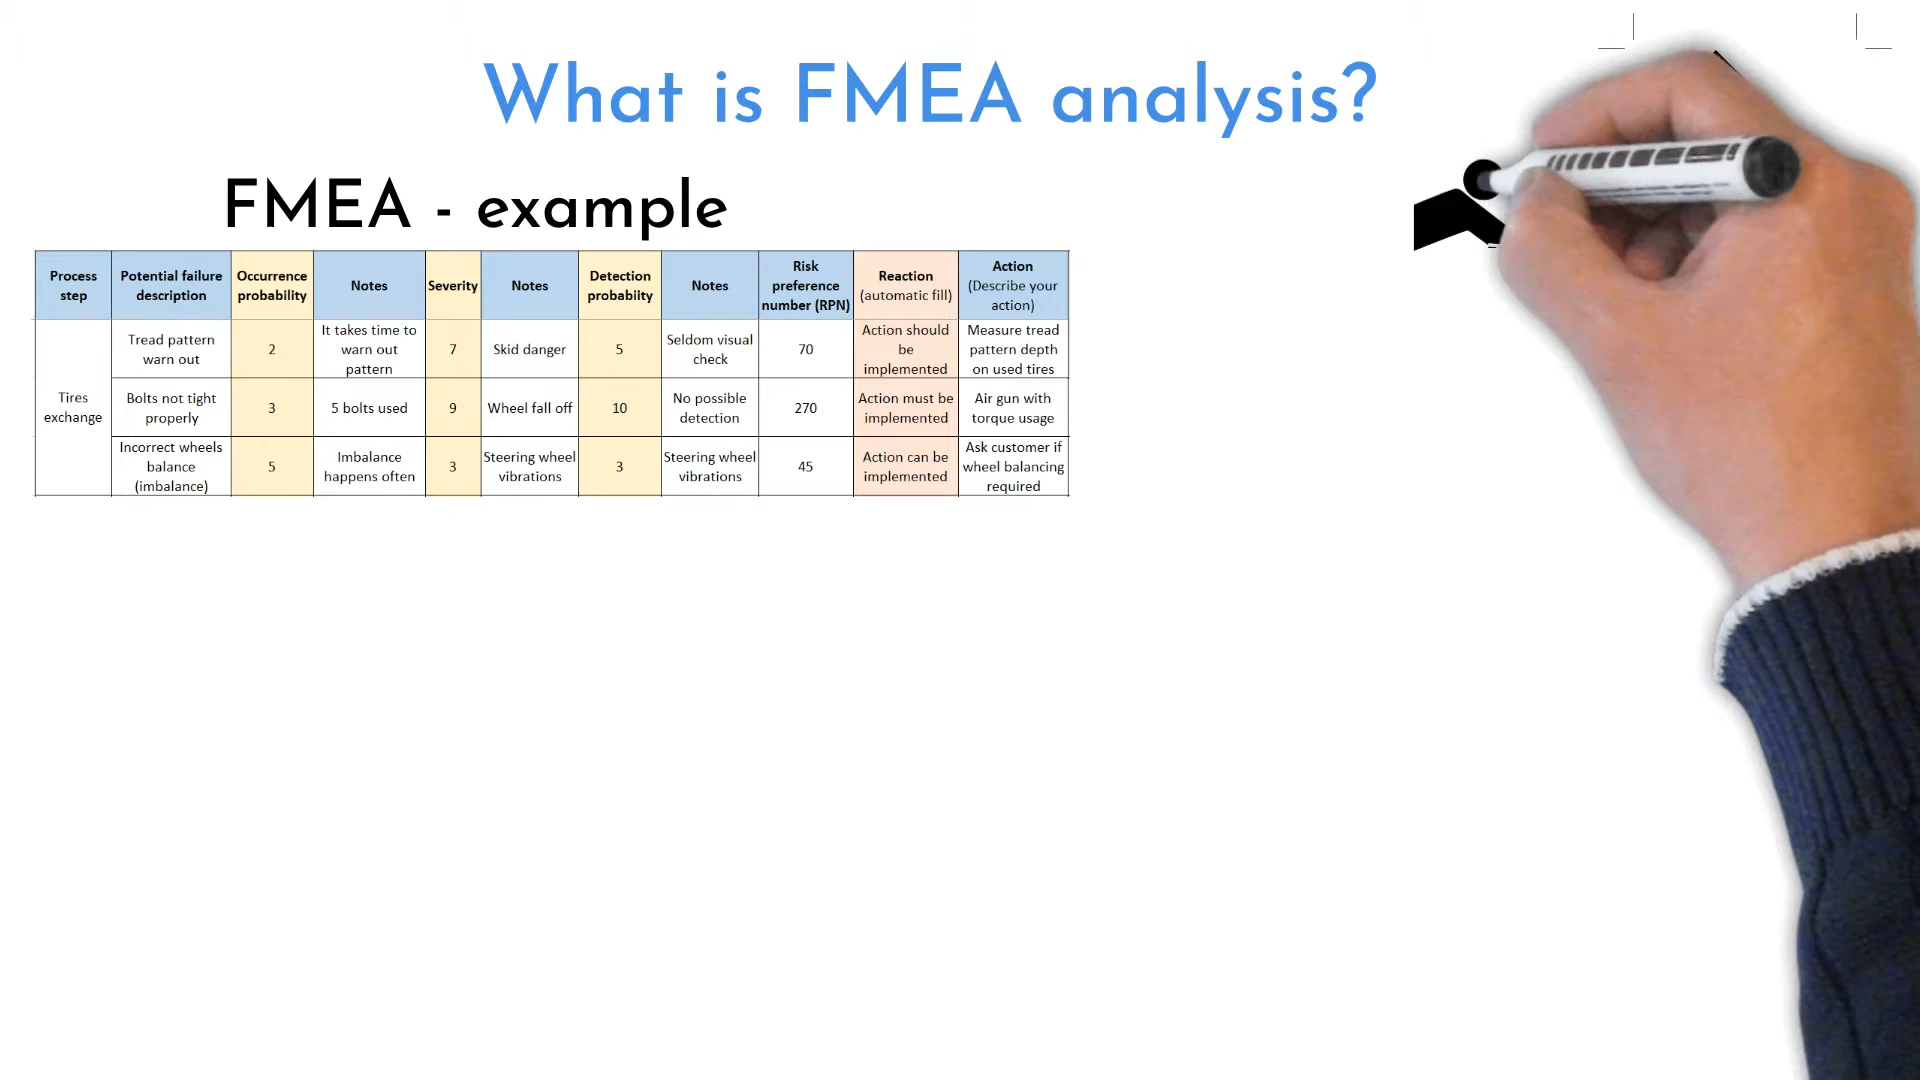 What is FMEA analysis?
FMEA - example
Process step
Potential failure description
Occurrence probability
Notes
Severity
Notes
Detection probabiity
Notes
Risk preference number (RPN)
Reaction (automatic fill)
Action (Describe your action)
Tires exchange
Tread pattern warn out
2
It takes time to warn out pattern
7
Skid danger
5
Seldom visual check
70
Action should be implemented
Measure tread pattern depth on used tires
Bolts not tight properly
3
5 bolts used
9
Wheel fall off
10
No possible detection
270
Action must be implemented
Air gun with torque usage
Incorrect wheels balance (imbalance)
5
Imbalance happens often
3
Steering wheel vibrations
3
Steering wheel vibrations
45
Action can be implemented
Ask customer if wheel balancing required